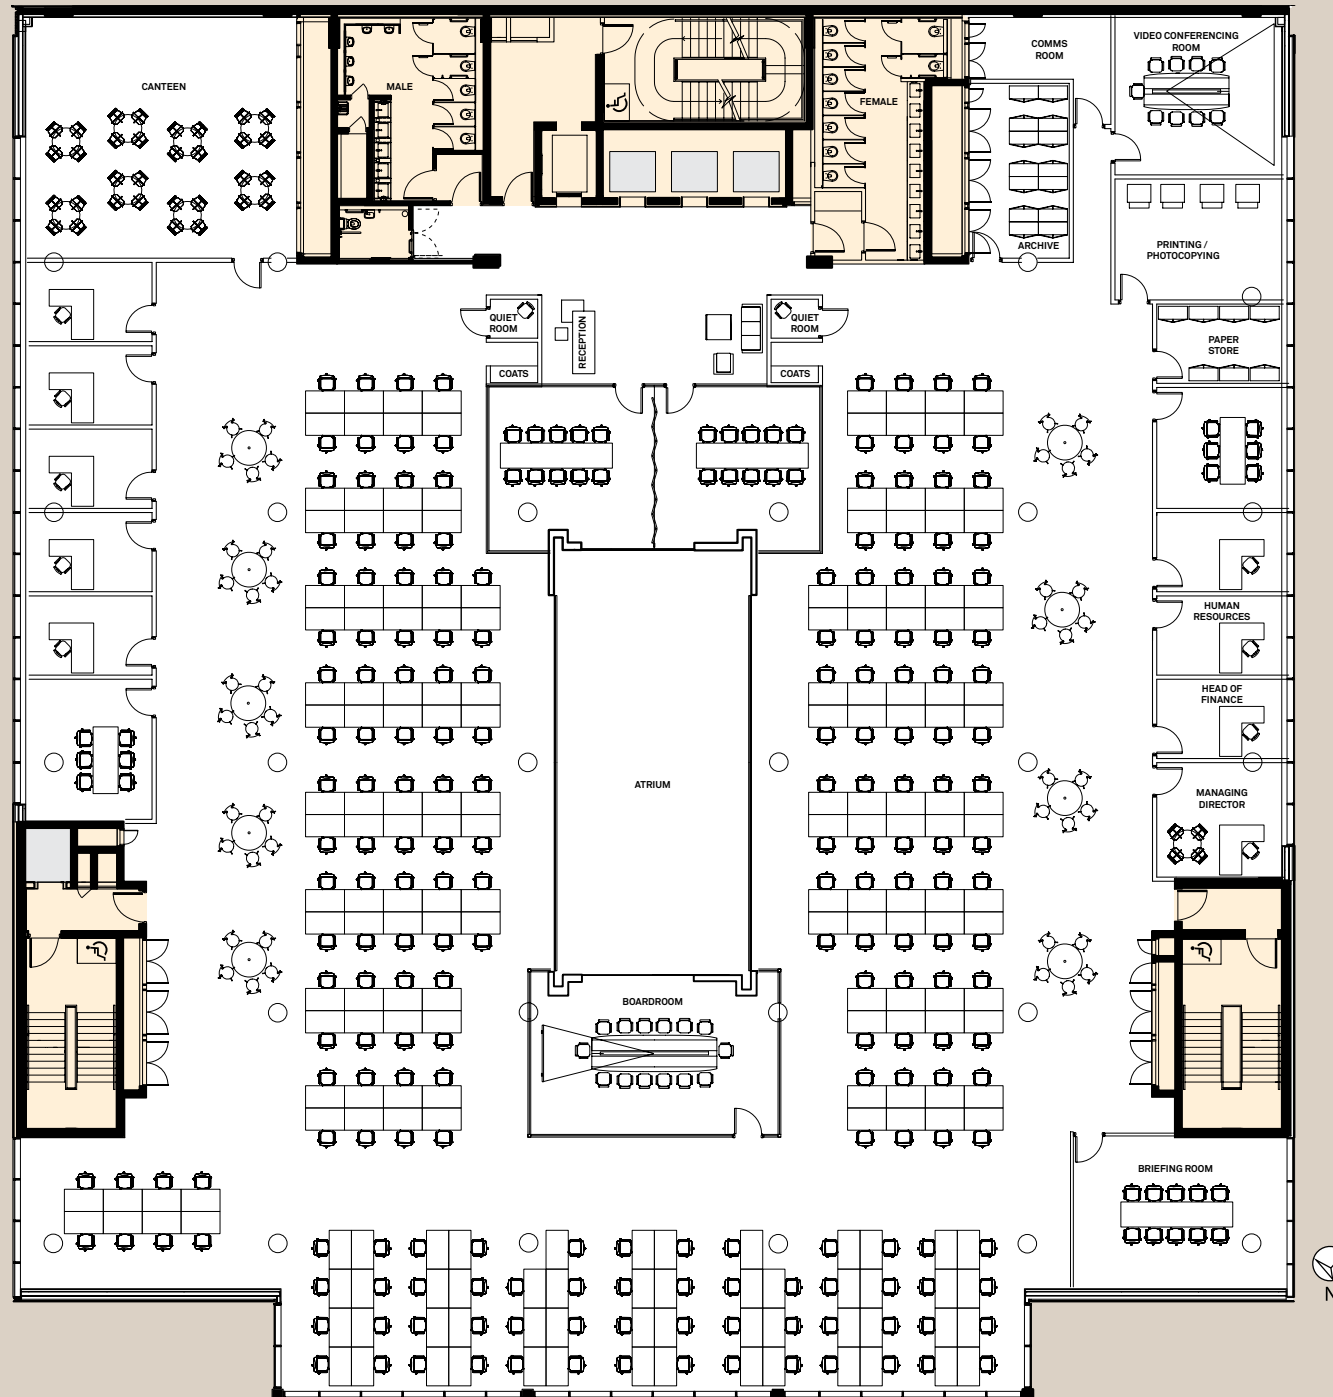 COMMS
ROOM
VIDEO CONFERENCING
ROOM
CANTEEN
MALE
FEMALE
ARCHIVE
PRINTING /
PHOTOCOPYING
QUIET
ROOM
RECEPTION
QUIET
ROOM
PAPER
STORE
COATS
COATS
HUMAN
RESOURCES
HEAD OF
FINANCE
ATRIUM
MANAGING
DIRECTOR
BOARDROOM
BRIEFING ROOM
N